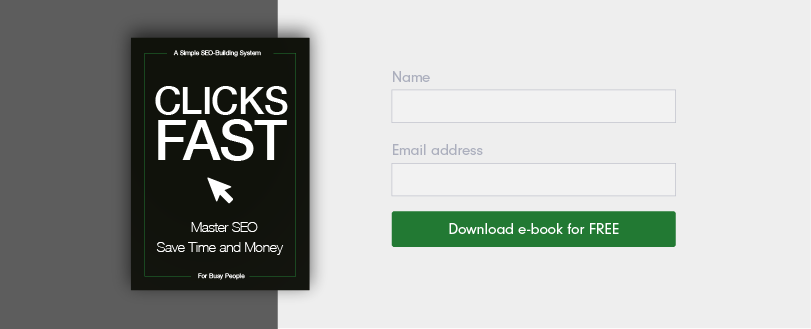 A Simple SEO-Building System
CLICKS
FAST
Master SEO
Save Time and Money
For Busy People
Name
Email address
Download e-book for FREE